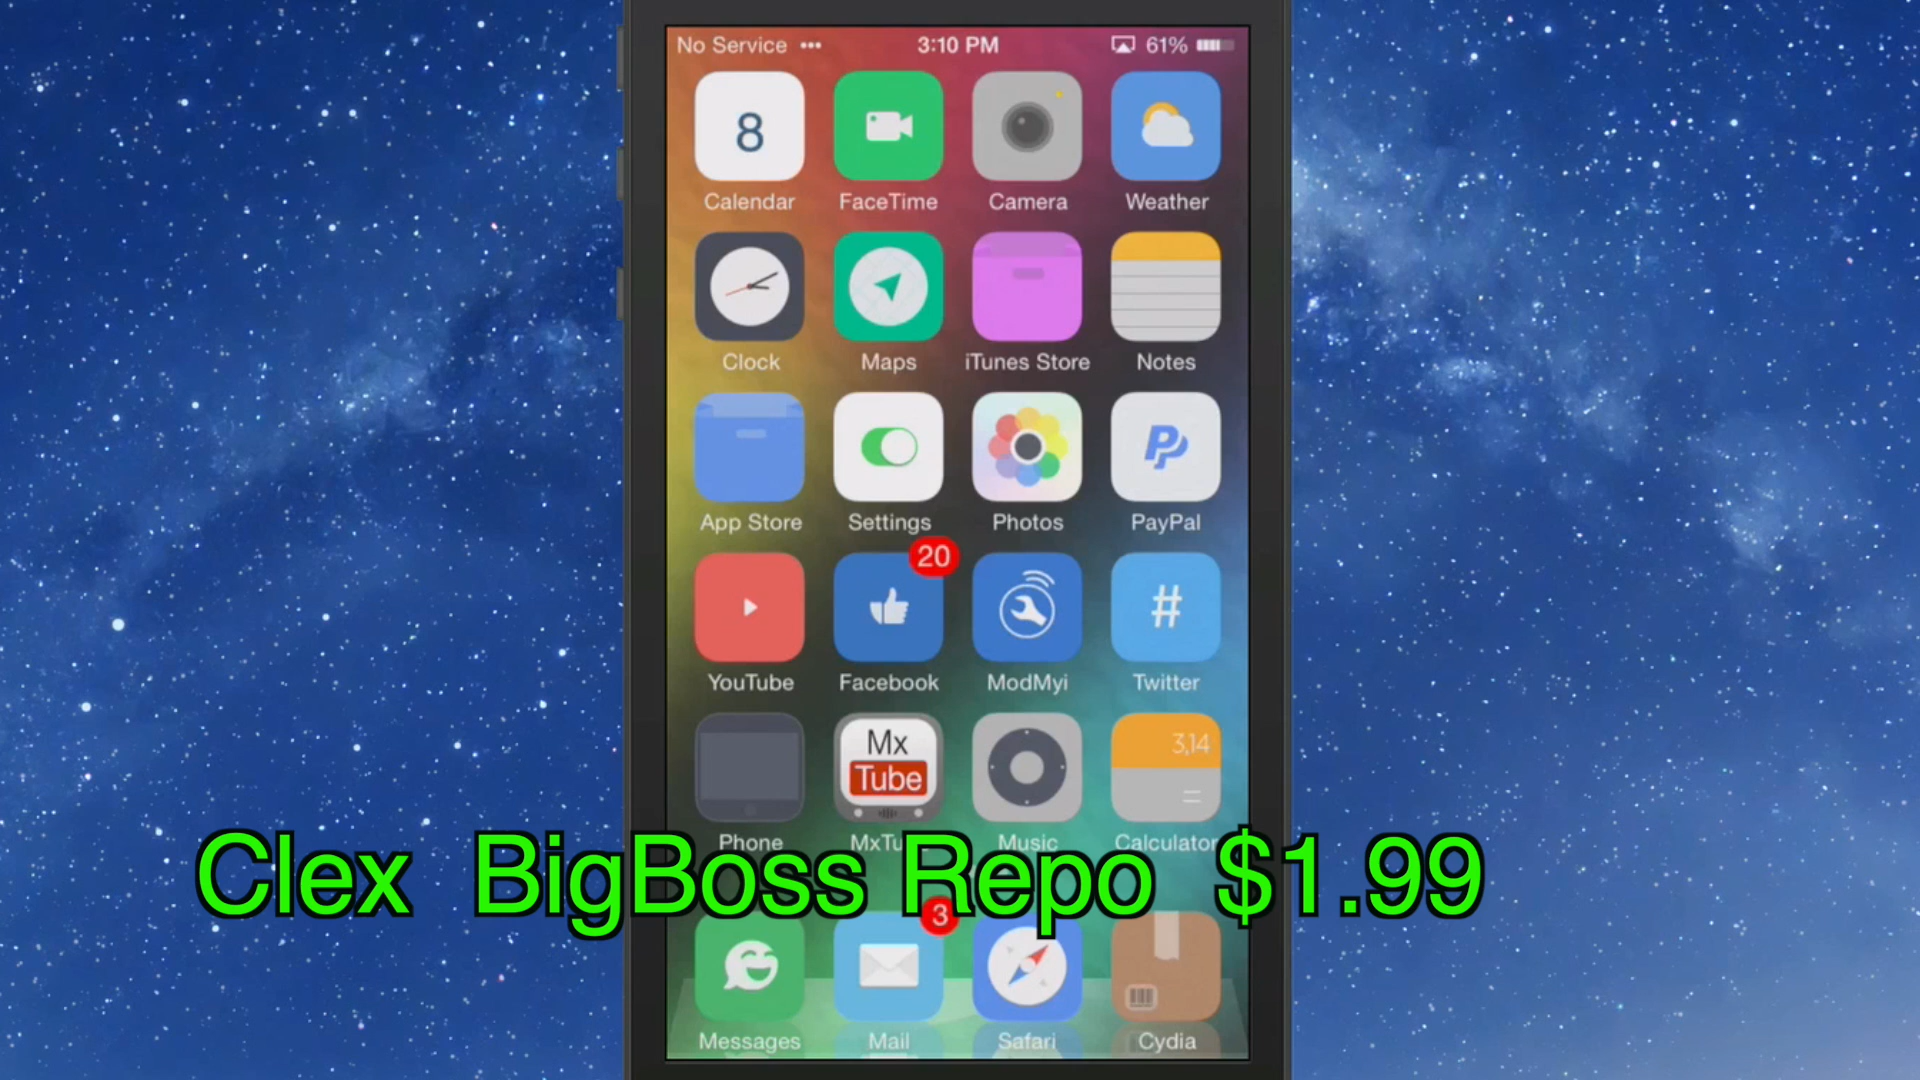 No Service ••• 3:10 PM 61%
8
Calendar FaceTime Camera Weather
Clock Maps iTunes Store Notes
App Store Settings Photos PayPal
20
#
YouTube Facebook ModMyi Twitter
Mx 3,14
Tube
Phone Music Calculator
Clex BigBoss Repo $1.99
3
Messages Mail Safari Cydia